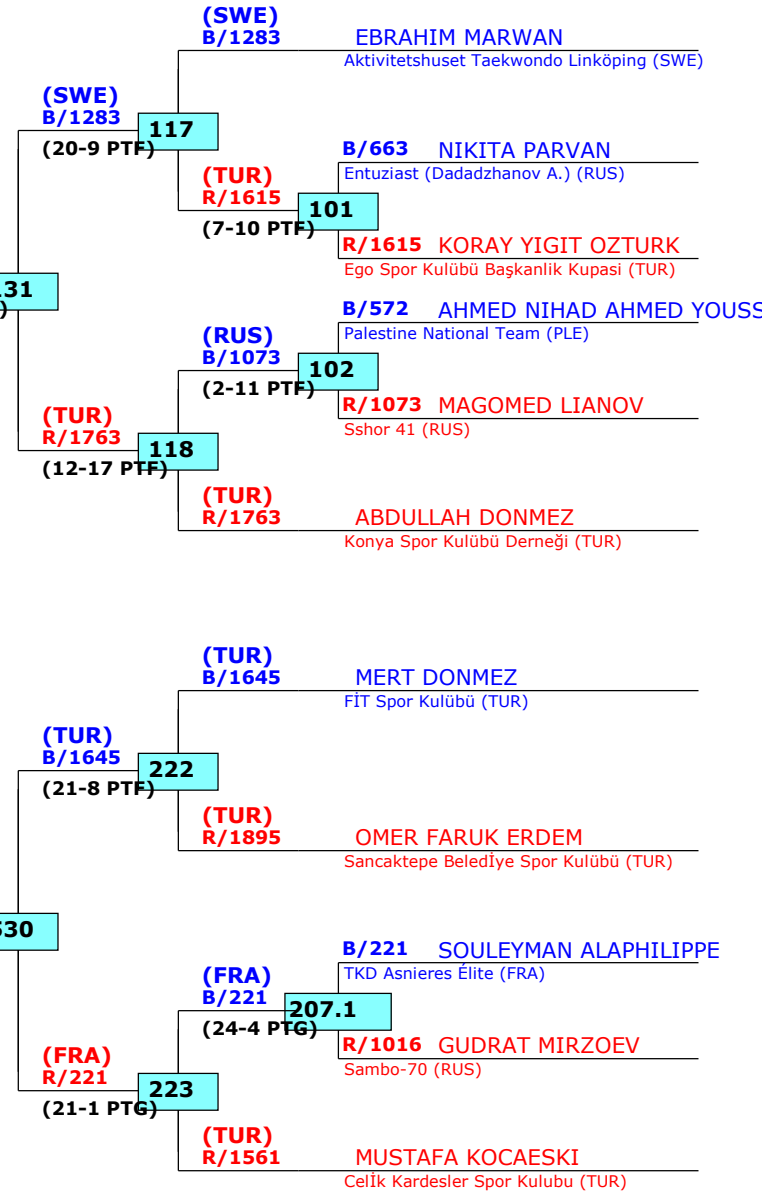 (SWE)
B/1283 EBRAHIM MARWAN
Aktivitetshuset Taekwondo Linköping (SWE)
(SWE)
B/1283
117
(20-9 PTF)
B/663 NIKITA PARVAN
Entuziast (Dadadzhanov A.) (RUS)
(TUR)
R/1615
101
(7-10 PTF)
R/1615 KORAY YIGIT OZTURK
Ego Spor Kulübü Başkanlik Kupasi (TUR)
31
)
B/572 AHMED NIHAD AHMED YOUSS
Palestine National Team (PLE)
(RUS)
B/1073
102
(2-11 PTF)
R/1073 MAGOMED LIANOV
Sshor 41 (RUS)
(TUR)
R/1763
118
(12-17 PTF)
(TUR)
R/1763 ABDULLAH DONMEZ
Konya Spor Kulübü Derneği (TUR)
(TUR)
B/1645 MERT DONMEZ
FİT Spor Kulübü (TUR)
(TUR)
B/1645
222
(21-8 PTF)
(TUR)
R/1895 OMER FARUK ERDEM
Sancaktepe Beledİye Spor Kulübü (TUR)
530
B/221 SOULEYMAN ALAPHILIPPE
TKD Asnieres Élite (FRA)
(FRA)
B/221
207.1
(24-4 PTG)
R/1016 GUDRAT MIRZOEV
Sambo-70 (RUS)
(FRA)
R/221
223
(21-1 PTG)
(TUR)
R/1561 MUSTAFA KOCAESKI
Celİk Kardesler Spor Kulubu (TUR)